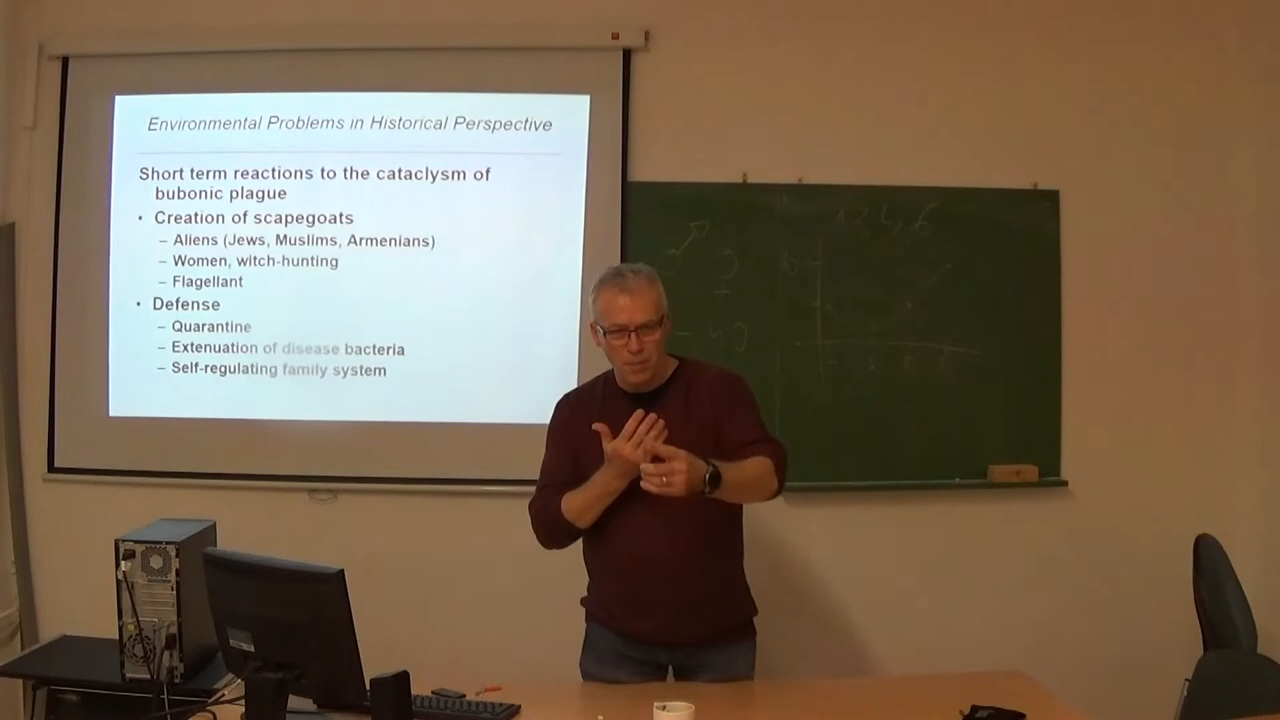 Environmental Problems in Historical Perspective
Short term reactions to the cataclysm of
bubonic plague
• Creation of scapegoats
– Aliens (Jews, Muslims, Armenians)
– Women, witch-hunting
– Flagellant
• Defense
– Quarantine
– Extenuation of disease bacteria
– Self-regulating family system